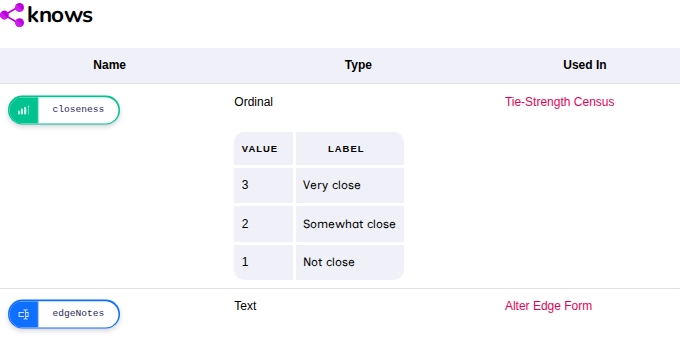 knows
Name Type Used In
closeness Ordinal Tie-Strength Census
VALUE LABEL
3 Very close
2 Somewhat close
1 Not close
edgeNotes Text Alter Edge Form